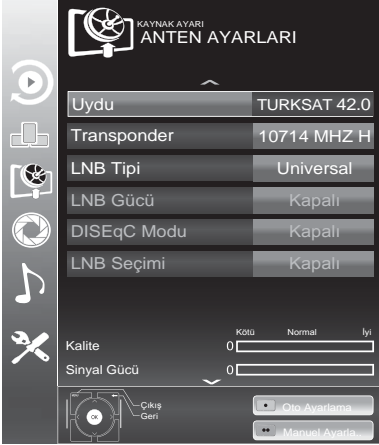 KAYNAK AYARI
ANTEN AYARLARI
Uydu TURKSAT 42.0
Transponder 10714 MHZ H
LNB Tipi Universal
LNB Gücü Kapalı
DISEqC Modu Kapalı
LNB Seçimi Kapalı
Kötü Normal İyi
Kalite 0
Sinyal Gücü 0
MENU
OK
Çıkış
Geri
Oto Ayarlama
Manuel Ayarla..